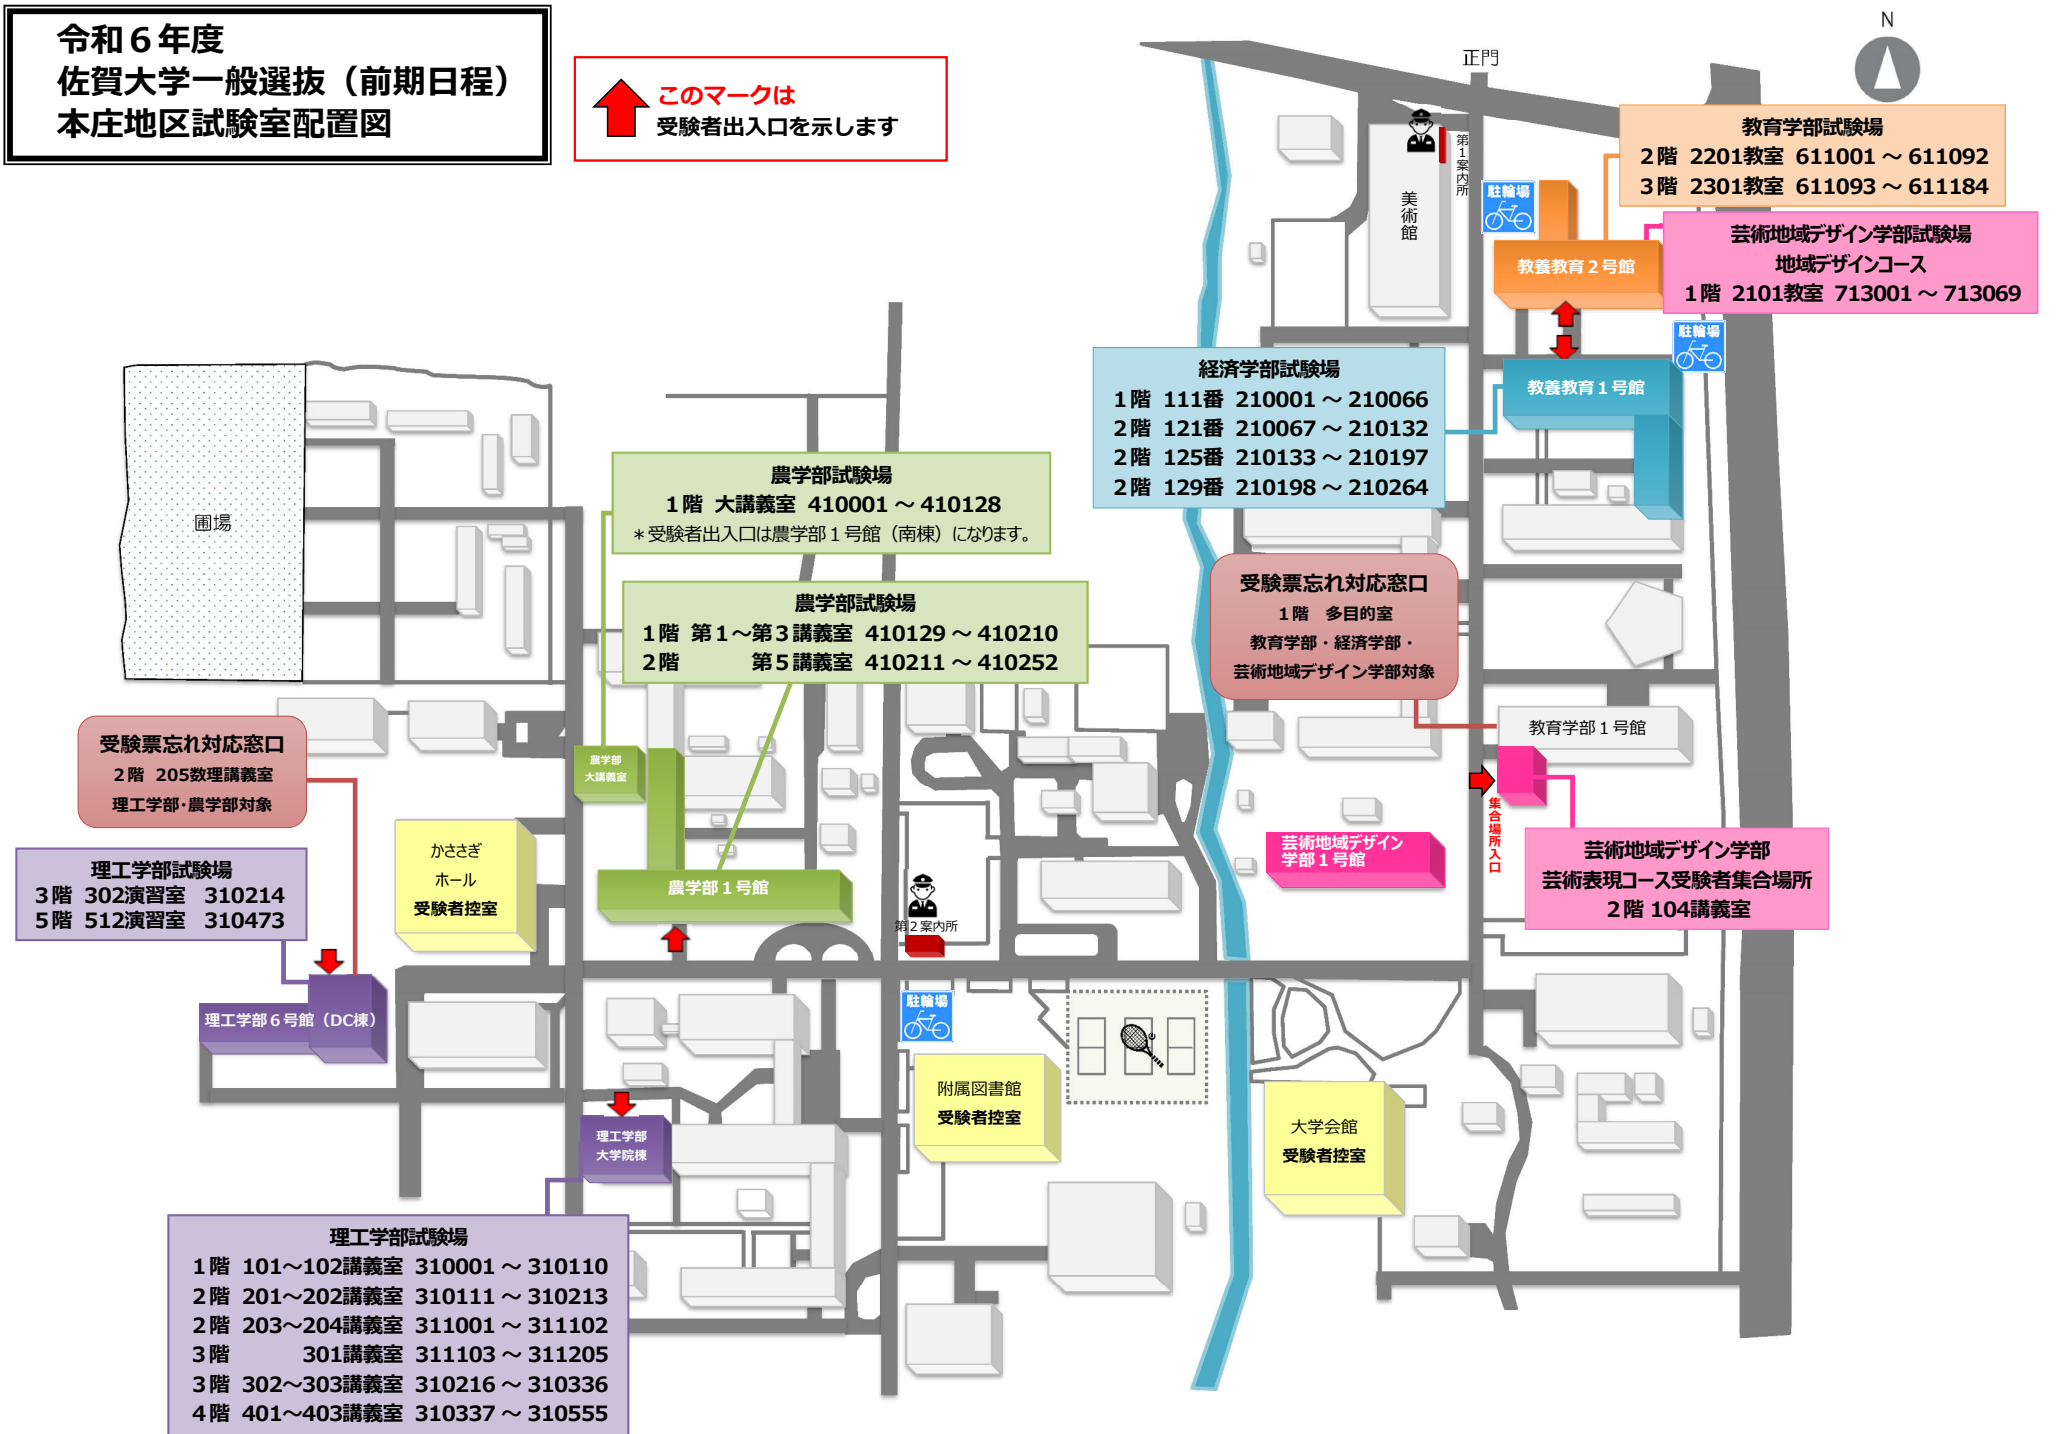 令和６年度
佐賀大学一般選抜（前期日程）
本庄地区試験室配置図
このマークは
受験者出入口を示します
N
正門
第１案内所
美術館
駐輪場
教育学部試験場
２階 2201教室 611001 ～ 611092
３階 2301教室 611093 ～ 611184
教養教育２号館
芸術地域デザイン学部試験場
地域デザインコース
１階 2101教室 713001 ～ 713069
駐輪場
経済学部試験場
１階 111番 210001 ～ 210066
２階 121番 210067 ～ 210132
２階 125番 210133 ～ 210197
２階 129番 210198 ～ 210264
教養教育１号館
圃場
農学部試験場
１階 大講義室 410001 ～ 410128
＊受験者出入口は農学部１号館（南棟）になります。
農学部試験場
１階 第１～第３講義室 410129 ～ 410210
２階 第５講義室 410211 ～ 410252
受験票忘れ対応窓口
１階 多目的室
教育学部・経済学部・
芸術地域デザイン学部対象
教育学部１号館
受験票忘れ対応窓口
２階 205数理講義室
理工学部・農学部対象
農学部
大講義室
集合場所入口
芸術地域デザイン
学部１号館
芸術地域デザイン学部
芸術表現コース受験者集合場所
２階 104講義室
理工学部試験場
３階 302演習室 310214
５階 512演習室 310473
かささぎ
ホール
受験者控室
農学部１号館
第２案内所
理工学部６号館（DC棟）
駐輪場
附属図書館
受験者控室
大学会館
受験者控室
理工学部
大学院棟
理工学部試験場
１階 101～102講義室 310001 ～ 310110
２階 201～202講義室 310111 ～ 310213
２階 203～204講義室 311001 ～ 311102
３階 301講義室 311103 ～ 311205
３階 302～303講義室 310216 ～ 310336
４階 401～403講義室 310337 ～ 310555